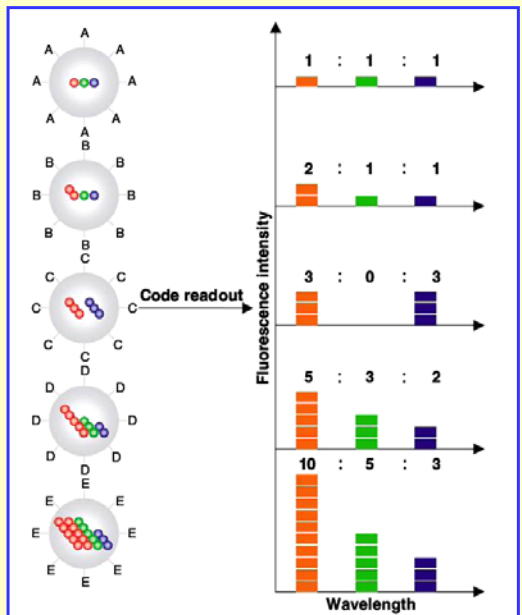 A
A A
A A
A A
A
B
B B
B B
B B
B
C
C C
C C
C C
C
D
D D
D D
D D
D
E
E E
E E
E E
E
Code readout
Fluorescence intensity
1 : 1 : 1
2 : 1 : 1
3 : 0 : 3
5 : 3 : 2
10 : 5 : 3
Wavelength